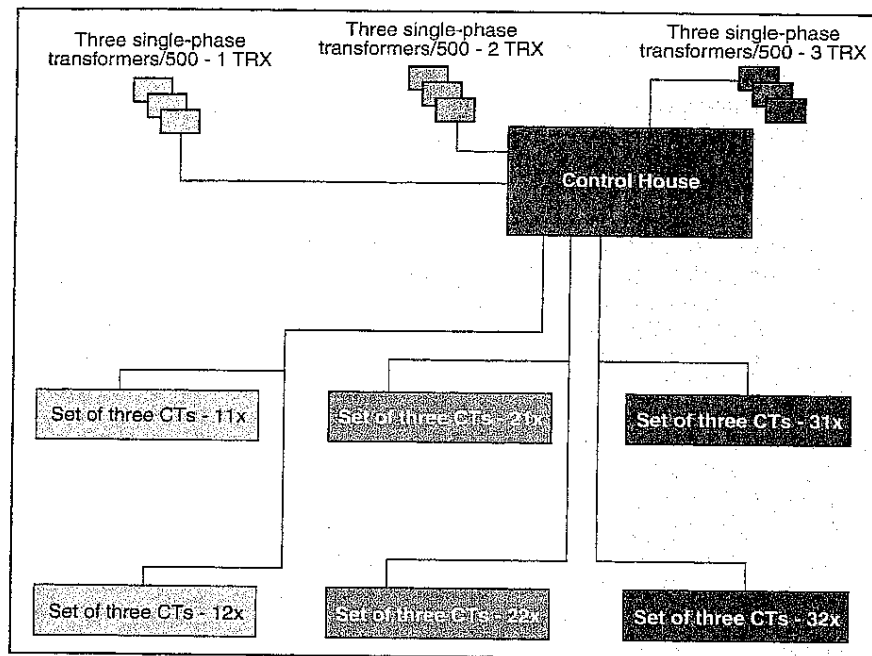 Three single-phase
transformers/500 - 1 TRX
Three single-phase
transformers/500 - 2 TRX
Three single-phase
transformers/500 - 3 TRX
Control House
Set of three CTs - 11x
Set of three CTs - 21x
Set of three CTs - 31x
Set of three CTs - 12x
Set of three CTs - 22x
Set of three CTs - 32x